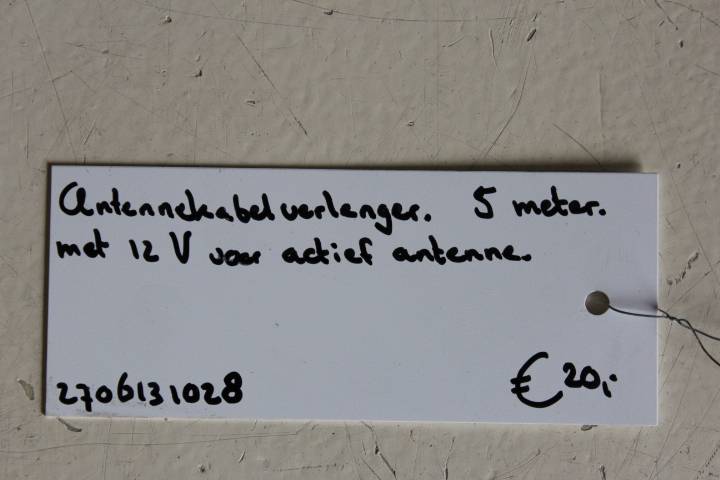 Antennekabelverlenger. 5 meter.
met 12 V voor actief antenne.
2706131028 € 20,-